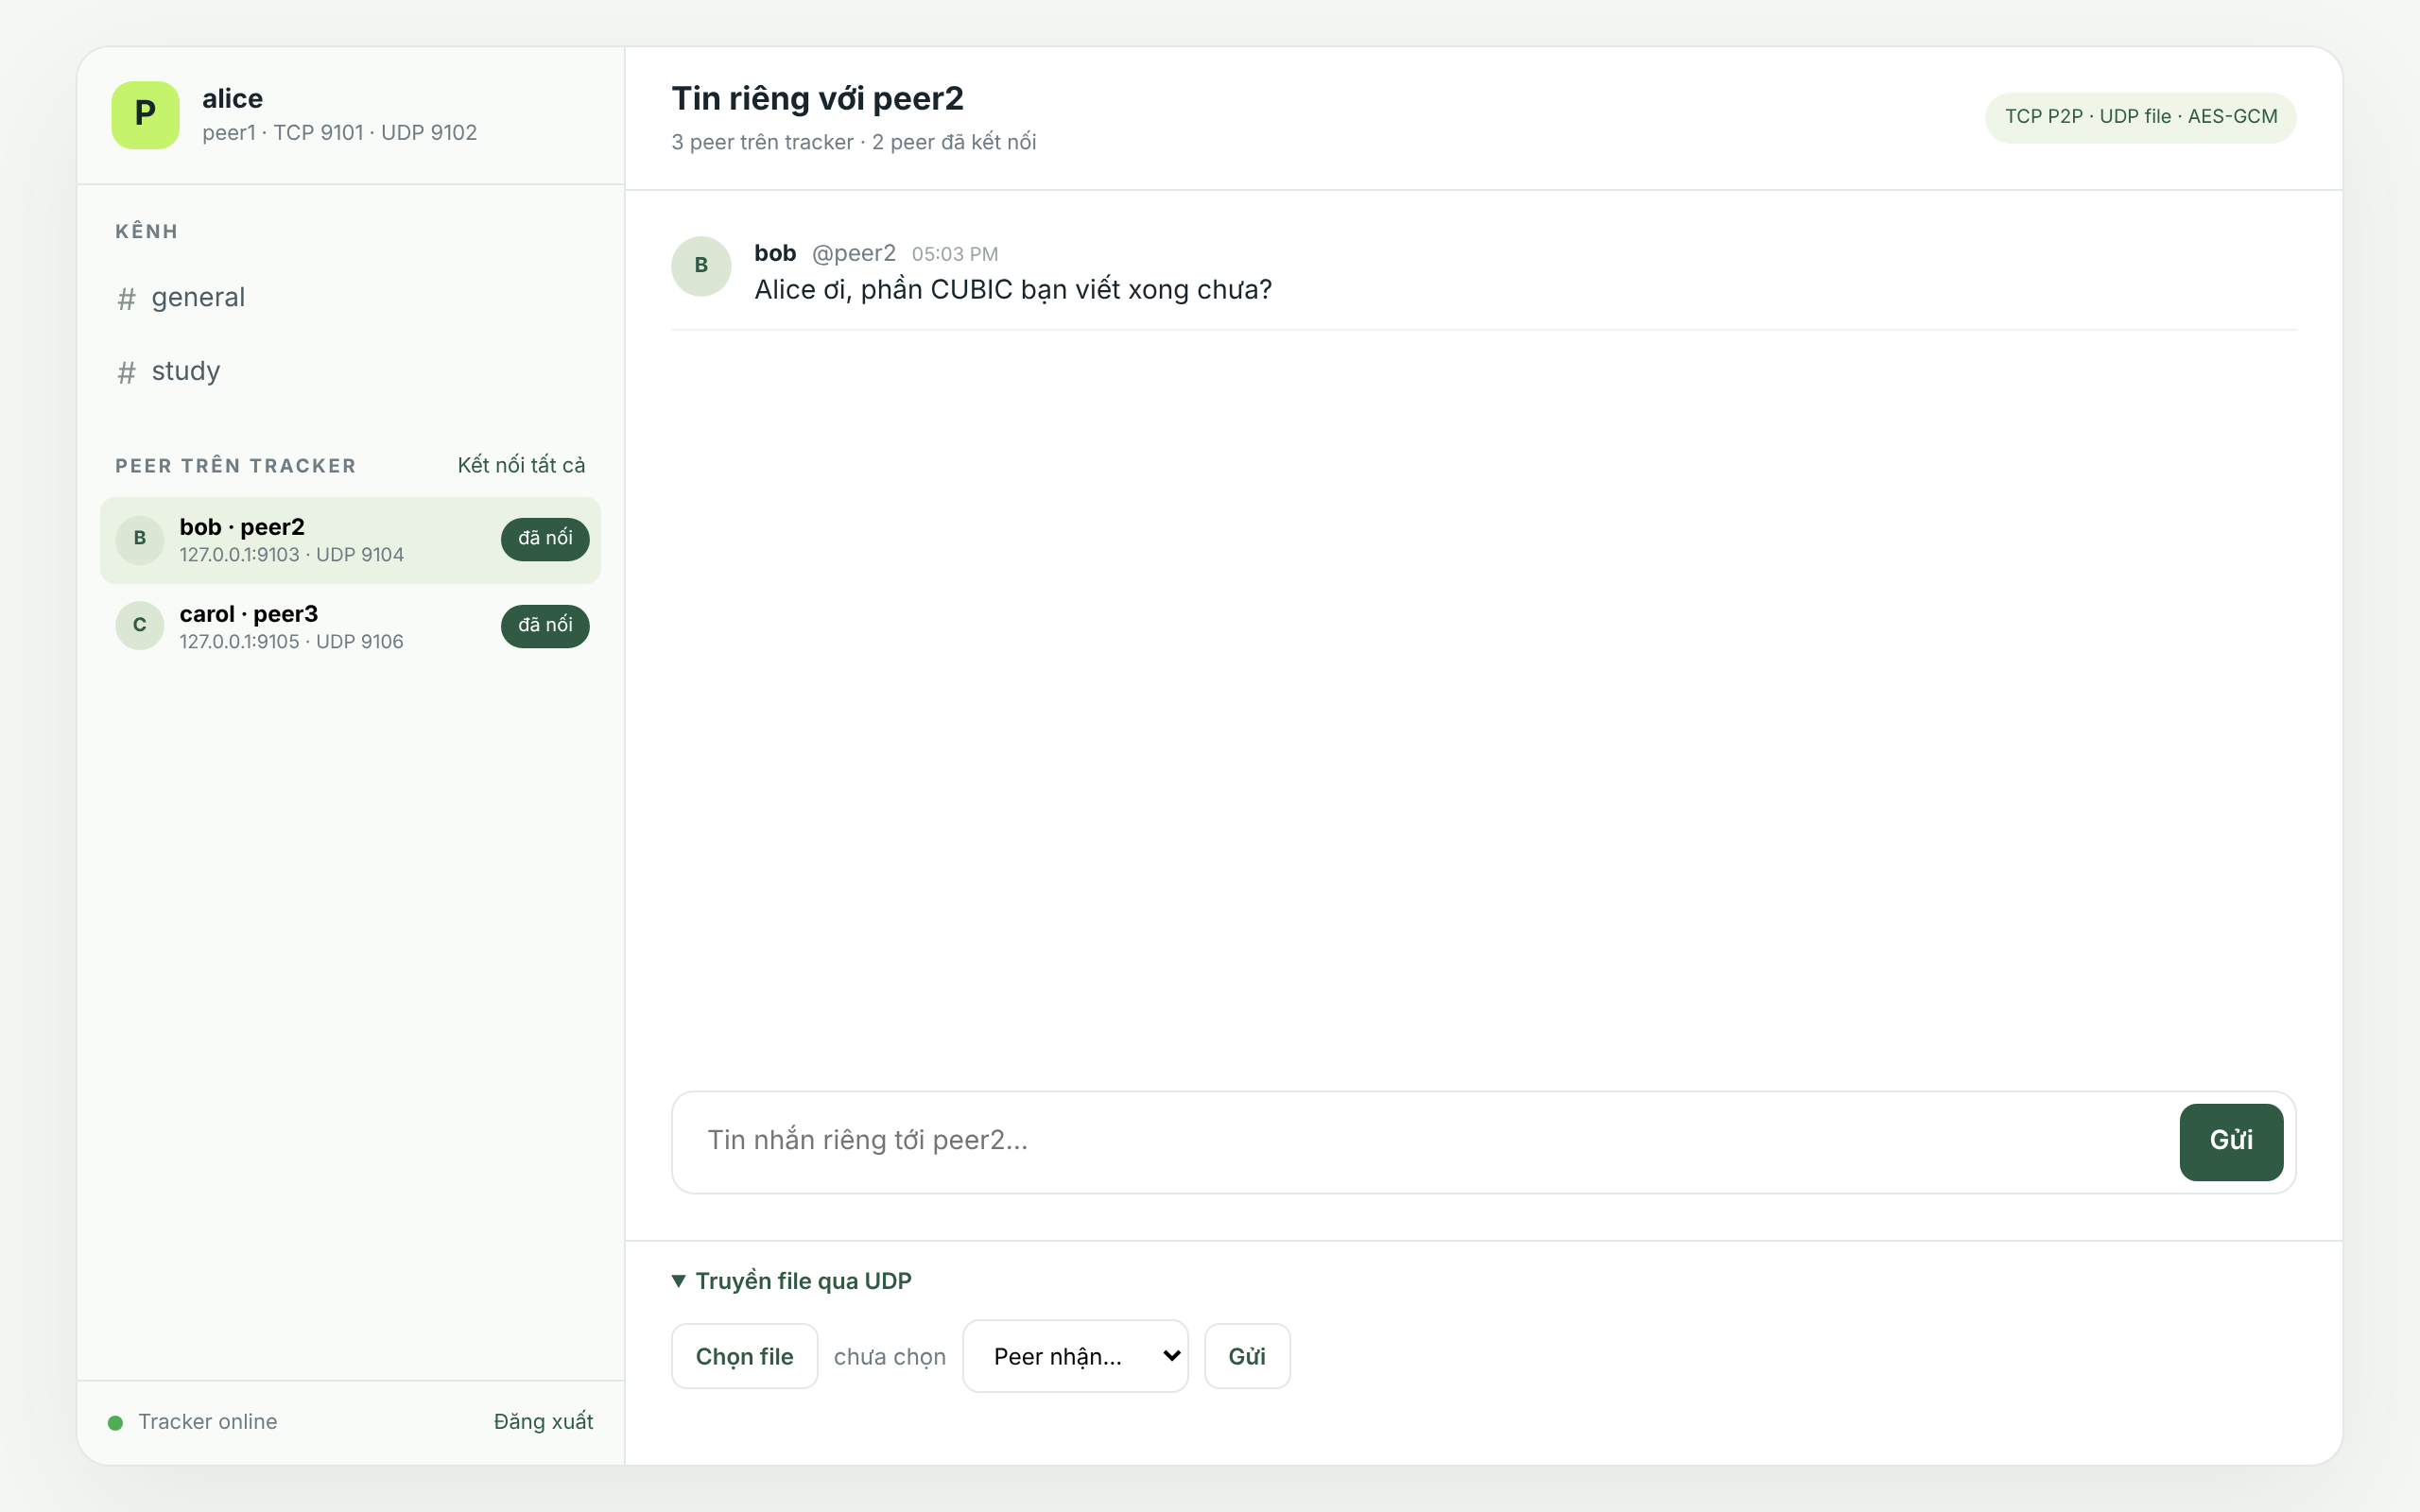 P
alice
peer1 · TCP 9101 · UDP 9102
KÊNH
# general
# study
PEER TRÊN TRACKER
Kết nối tất cả
B
bob · peer2
127.0.0.1:9103 · UDP 9104
đã nối
C
carol · peer3
127.0.0.1:9105 · UDP 9106
đã nối
Tracker online
Đăng xuất
Tin riêng với peer2
3 peer trên tracker · 2 peer đã kết nối
TCP P2P · UDP file · AES-GCM
B
bob @peer2 05:03 PM
Alice ơi, phần CUBIC bạn viết xong chưa?
Tin nhắn riêng tới peer2...
Gửi
▼ Truyền file qua UDP
Chọn file chưa chọn Peer nhận... Gửi